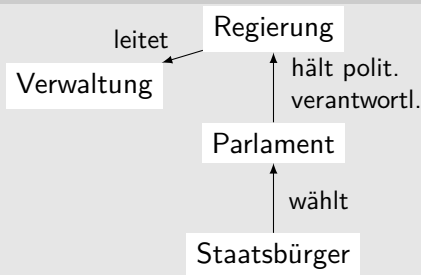 Regierung
leitet
Verwaltung
hält polit.
verantwortl.
Parlament
wählt
Staatsbürger